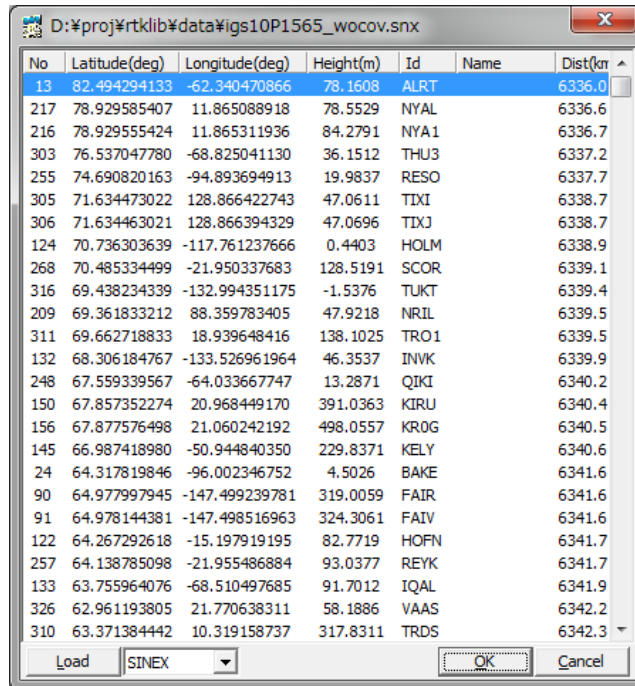 D:¥proj¥rtklib¥data¥igs10P1565_wocov.snx
No Latitude(deg) Longitude(deg) Height(m) Id Name Dist(km
13 82.494294133 -62.340470866 78.1608 ALRT 6336.0
217 78.929585407 11.865088918 78.5529 NYAL 6336.6
216 78.929555424 11.865311936 84.2791 NYA1 6336.7
303 76.537047780 -68.825041130 36.1512 THU3 6337.2
255 74.690820163 -94.893694913 19.9837 RESO 6337.7
305 71.634473022 128.866422743 47.0611 TIXI 6338.7
306 71.634463021 128.866394329 47.0696 TIXJ 6338.7
124 70.736303639 -117.761237666 0.4403 HOLM 6338.9
268 70.485334499 -21.950337683 128.5191 SCOR 6339.1
316 69.438234339 -132.994351175 -1.5376 TUKT 6339.4
209 69.361833212 88.359783405 47.9218 NRIL 6339.5
311 69.662718833 18.939648416 138.1025 TRO1 6339.5
132 68.306184767 -133.526961964 46.3537 INVK 6339.9
248 67.559339567 -64.033667747 13.2871 QIKI 6340.2
150 67.857352274 20.968449170 391.0363 KIRU 6340.4
156 67.877576498 21.060242192 498.0557 KR0G 6340.5
145 66.987418980 -50.944840350 229.8371 KELY 6340.6
24 64.317819846 -96.002346752 4.5026 BAKE 6341.6
90 64.977997945 -147.499239781 319.0059 FAIR 6341.6
91 64.978144381 -147.498516963 324.3061 FAIV 6341.6
122 64.267292618 -15.197919195 82.7719 HOFN 6341.7
257 64.138785098 -21.955486884 93.0377 REYK 6341.7
133 63.755964076 -68.510497685 91.7012 IQAL 6341.9
326 62.961193805 21.770638311 58.1886 VAAS 6342.2
310 63.371384442 10.319158737 317.8311 TRDS 6342.3
Load SINEX OK Cancel